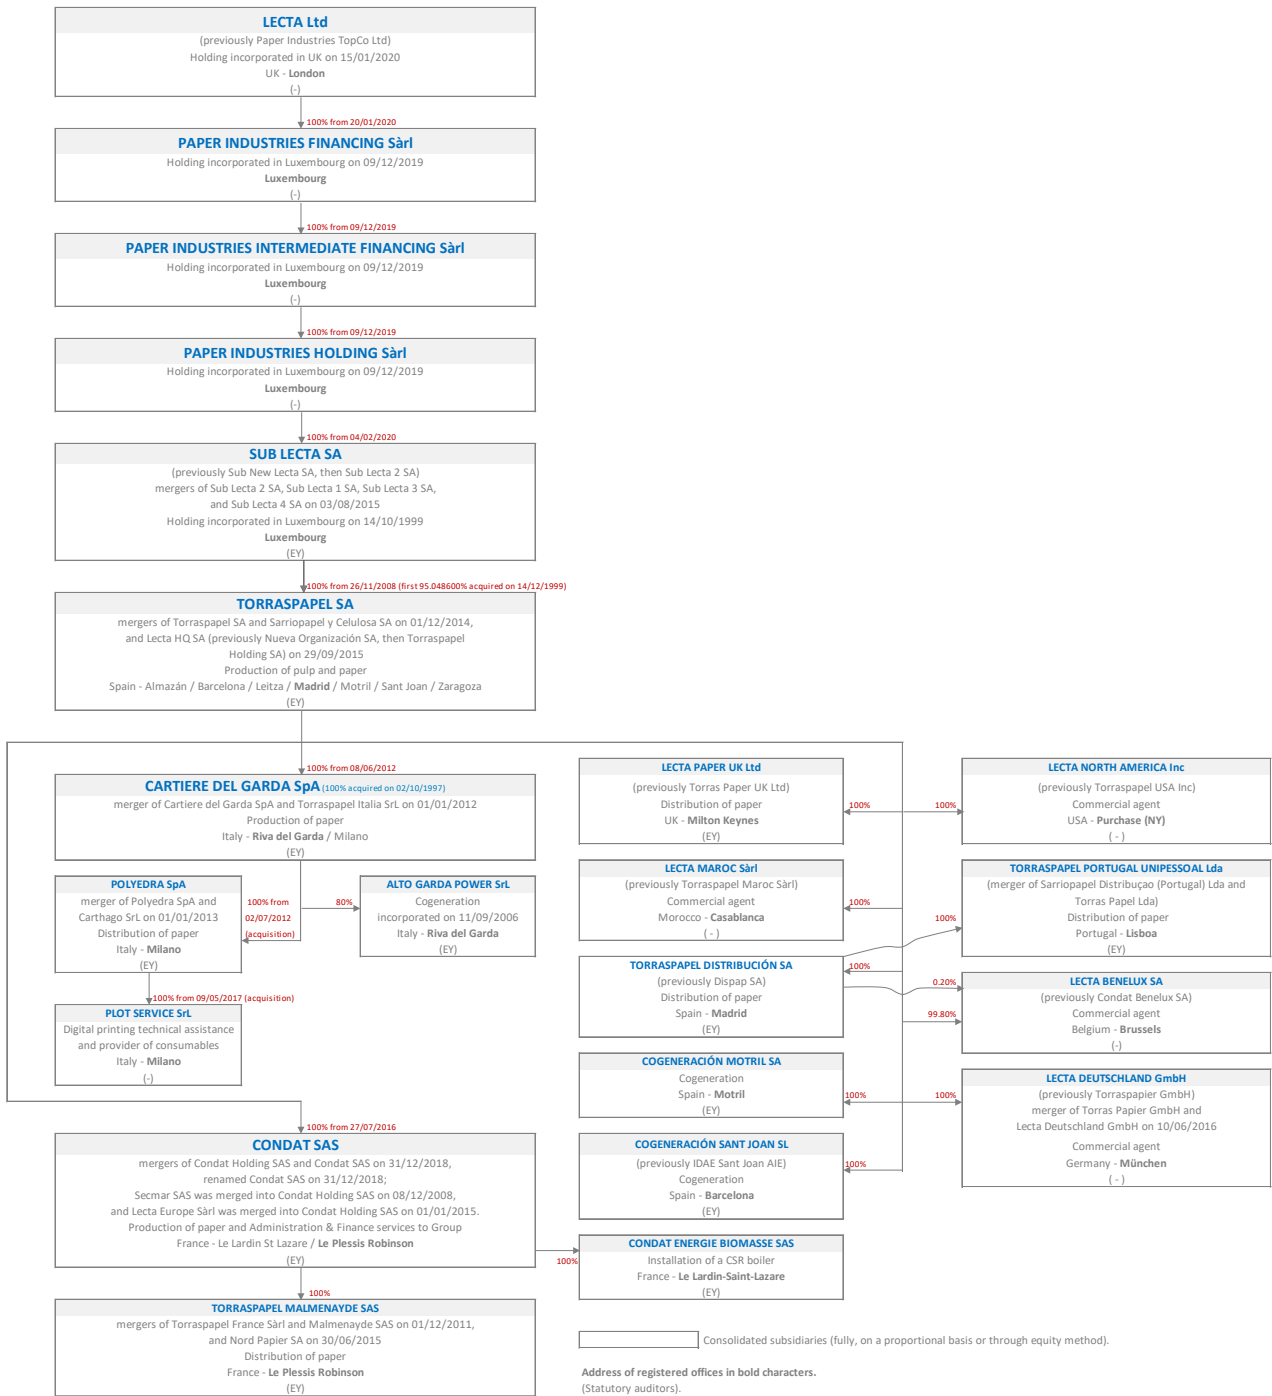 LECTA Ltd
(previously Paper Industries TopCo Ltd)
Holding incorporated in UK on 15/01/2020
UK - London
(-)
100% from 20/01/2020
PAPER INDUSTRIES FINANCING Sàrl
Holding incorporated in Luxembourg on 09/12/2019
Luxembourg
(-)
100% from 09/12/2019
PAPER INDUSTRIES INTERMEDIATE FINANCING Sàrl
Holding incorporated in Luxembourg on 09/12/2019
Luxembourg
(-)
100% from 09/12/2019
PAPER INDUSTRIES HOLDING Sàrl
Holding incorporated in Luxembourg on 09/12/2019
Luxembourg
(-)
100% from 04/02/2020
SUB LECTA SA
(previously Sub New Lecta SA, then Sub Lecta 2 SA)
mergers of Sub Lecta 2 SA, Sub Lecta 1 SA, Sub Lecta 3 SA,
and Sub Lecta 4 SA on 03/08/2015
Holding incorporated in Luxembourg on 14/10/1999
Luxembourg
(EY)
100% from 26/11/2008 (first 95.048600% acquired on 14/12/1999)
TORRASPAPEL SA
mergers of Torraspapel SA and Sarriopapel y Celulosa SA on 01/12/2014,
and Lecta HQ SA (previously Nueva Organización SA, then Torraspapel
Holding SA) on 29/09/2015
Production of pulp and paper
Spain - Almazán / Barcelona / Leitza / Madrid / Motril / Sant Joan / Zaragoza
(EY)
100% from 08/06/2012
CARTIERE DEL GARDA SpA (100% acquired on 02/10/1997)
merger of Cartiere del Garda SpA and Torraspapel Italia SrL on 01/01/2012
Production of paper
Italy - Riva del Garda / Milano
(EY)
POLYEDRA SpA
merger of Polyedra SpA and
Carthago SrL on 01/01/2013
Distribution of paper
Italy - Milano
(EY)
100% from
02/07/2012
(acquisition)
80%
ALTO GARDA POWER SrL
Cogeneration
incorporated on 11/09/2006
Italy - Riva del Garda
(EY)
100% from 09/05/2017 (acquisition)
PLOT SERVICE SrL
Digital printing technical assistance
and provider of consumables
Italy - Milano
(-)
100% from 27/07/2016
CONDAT SAS
mergers of Condat Holding SAS and Condat SAS on 31/12/2018,
renamed Condat SAS on 31/12/2018;
Secmar SAS was merged into Condat Holding SAS on 08/12/2008,
and Lecta Europe Sàrl was merged into Condat Holding SAS on 01/01/2015.
Production of paper and Administration & Finance services to Group
France - Le Lardin St Lazare / Le Plessis Robinson
(EY)
100%
TORRASPAPEL MALMENAYDE SAS
mergers of Torraspapel France Sàrl and Malmenayde SAS on 01/12/2011,
and Nord Papier SA on 30/06/2015
Distribution of paper
France - Le Plessis Robinson
(EY)
LECTA PAPER UK Ltd
(previously Torras Paper UK Ltd)
Distribution of paper
UK - Milton Keynes
(EY)
100%
100%
LECTA NORTH AMERICA Inc
(previously Torraspapel USA Inc)
Commercial agent
USA - Purchase (NY)
( - )
LECTA MAROC Sàrl
(previously Torraspapel Maroc Sàrl)
Commercial agent
Morocco - Casablanca
( - )
100%
100%
TORRASPAPEL PORTUGAL UNIPESSOAL Lda
(merger of Sarriopapel Distribuçao (Portugal) Lda and
Torras Papel Lda)
Distribution of paper
Portugal - Lisboa
(EY)
TORRASPAPEL DISTRIBUCIÓN SA
(previously Dispap SA)
Distribution of paper
Spain - Madrid
(EY)
100%
0.20%
99.80%
LECTA BENELUX SA
(previously Condat Benelux SA)
Commercial agent
Belgium - Brussels
(-)
COGENERACIÓN MOTRIL SA
Cogeneration
Spain - Motril
(EY)
100%
100%
LECTA DEUTSCHLAND GmbH
(previously Torraspapier GmbH)
merger of Torras Papier GmbH and
Lecta Deutschland GmbH on 10/06/2016
Commercial agent
Germany - München
( - )
COGENERACIÓN SANT JOAN SL
(previously IDAE Sant Joan AIE)
Cogeneration
Spain - Barcelona
(EY)
100%
100%
CONDAT ENERGIE BIOMASSE SAS
Installation of a CSR boiler
France - Le Lardin-Saint-Lazare
(EY)
Consolidated subsidiaries (fully, on a proportional basis or through equity method).
Address of registered offices in bold characters.
(Statutory auditors).